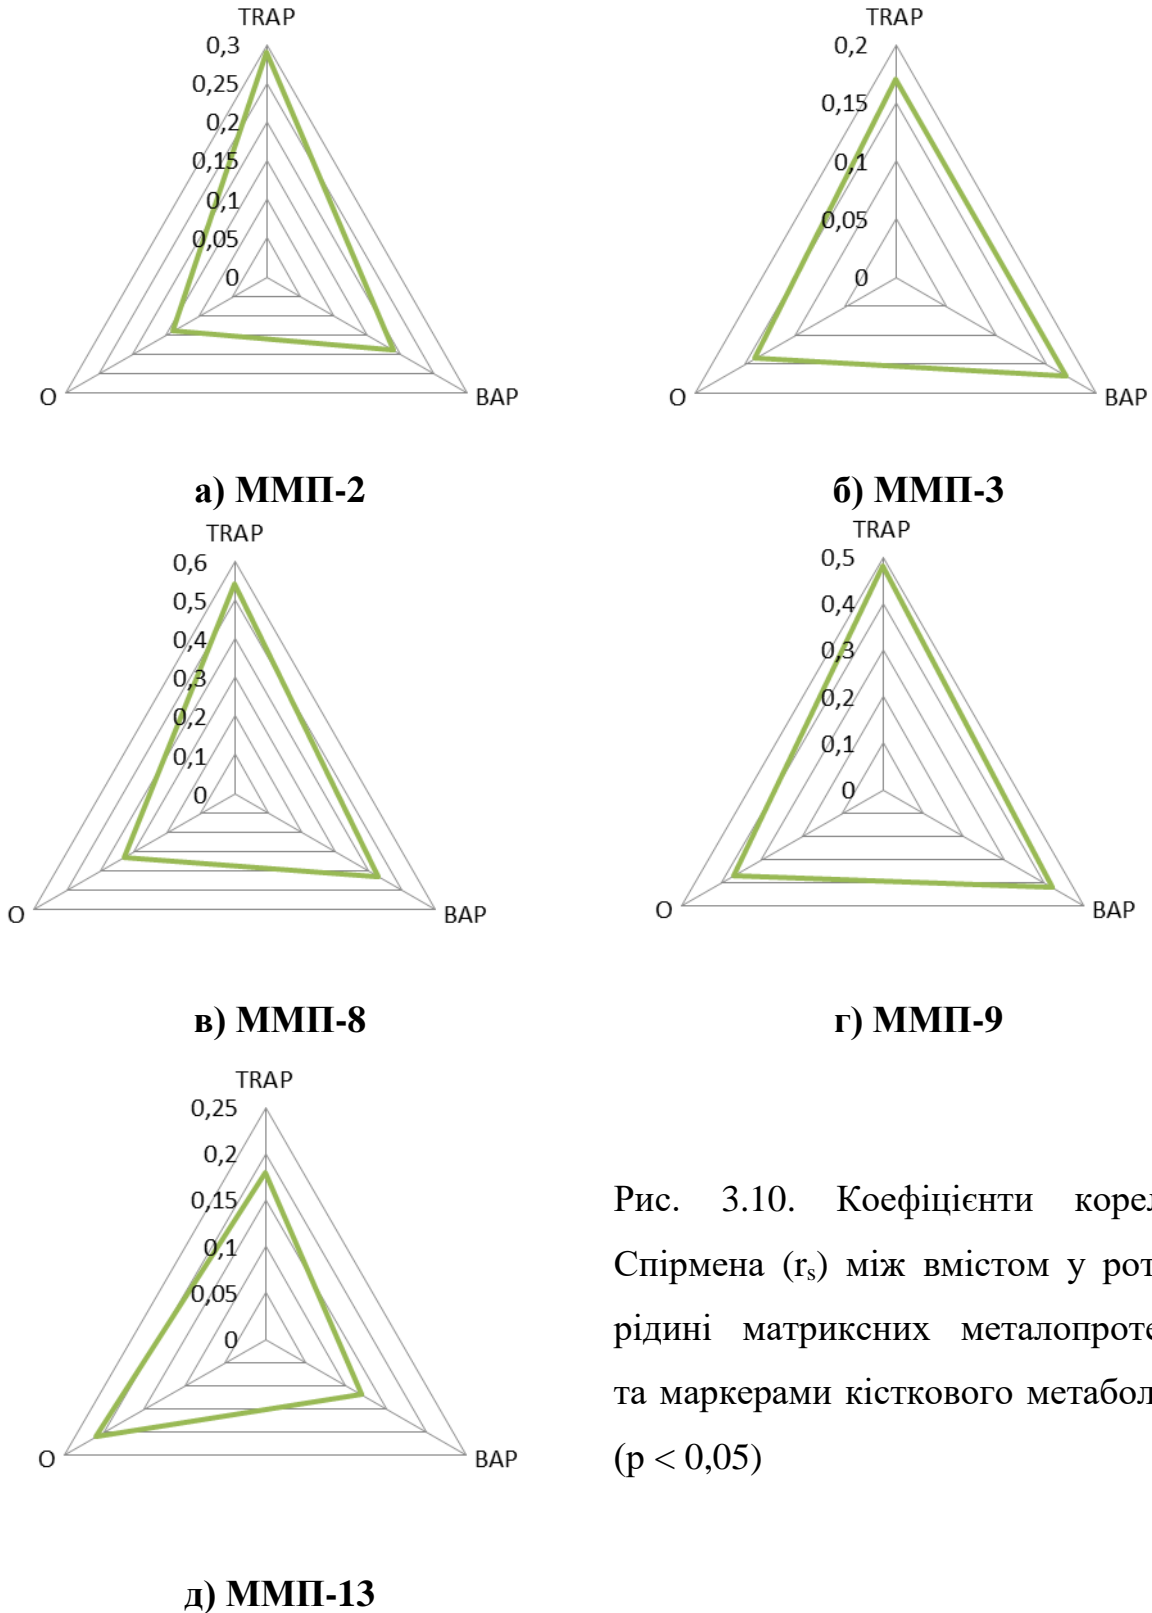 TRAP
0,3
0,25
0,2
0,15
0,1
0,05
0
O
BAP
а) ММП-2
TRAP
0,2
0,15
0,1
0,05
0
O
BAP
б) ММП-3
TRAP
0,6
0,5
0,4
0,3
0,2
0,1
0
O
BAP
в) ММП-8
TRAP
0,5
0,4
0,3
0,2
0,1
0
O
BAP
г) ММП-9
TRAP
0,25
0,2
0,15
0,1
0,05
0
O
BAP
д) ММП-13
Рис. 3.10. Коефіцієнти
Спірмена (rs) між вмістом у
рідині матриксних
та маркерами кісткового
(p < 0,05)